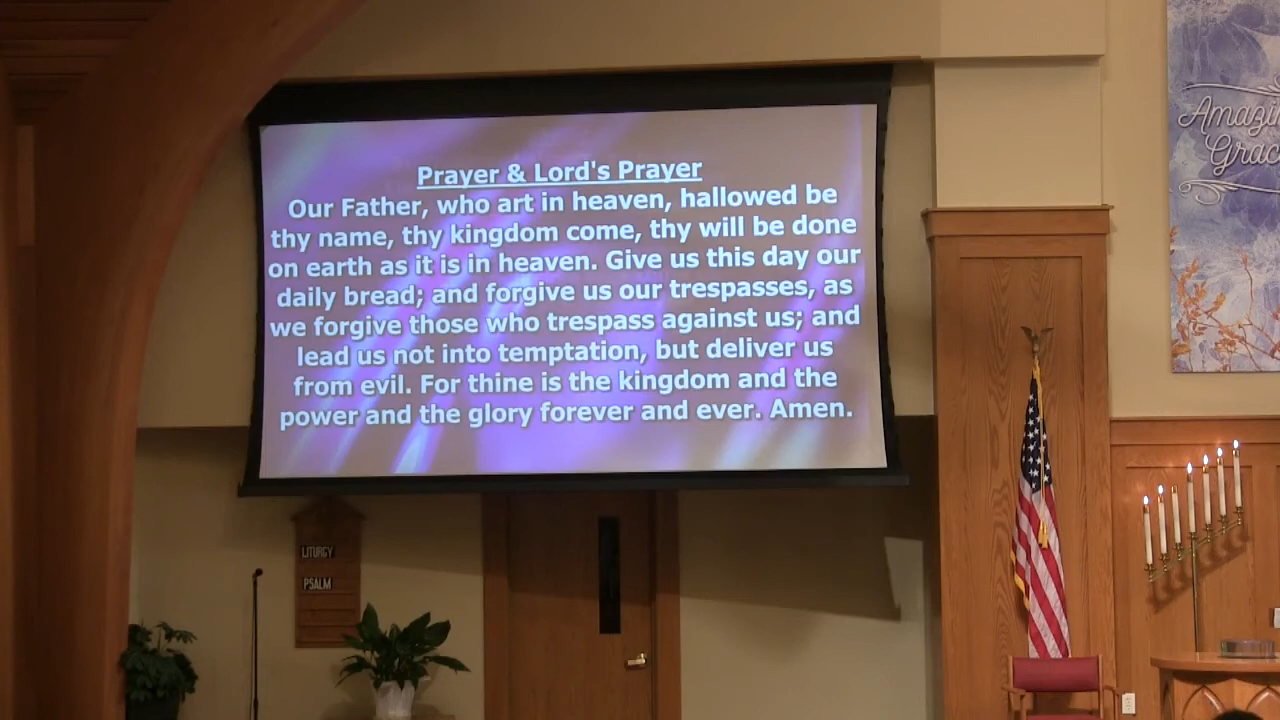 Prayer & Lord's Prayer
Our Father, who art in heaven, hallowed be
thy name, thy kingdom come, thy will be done
on earth as it is in heaven. Give us this day our
daily bread; and forgive us our trespasses, as
we forgive those who trespass against us; and
lead us not into temptation, but deliver us
from evil. For thine is the kingdom and the
power and the glory forever and ever. Amen.
LITURGY
PSALM